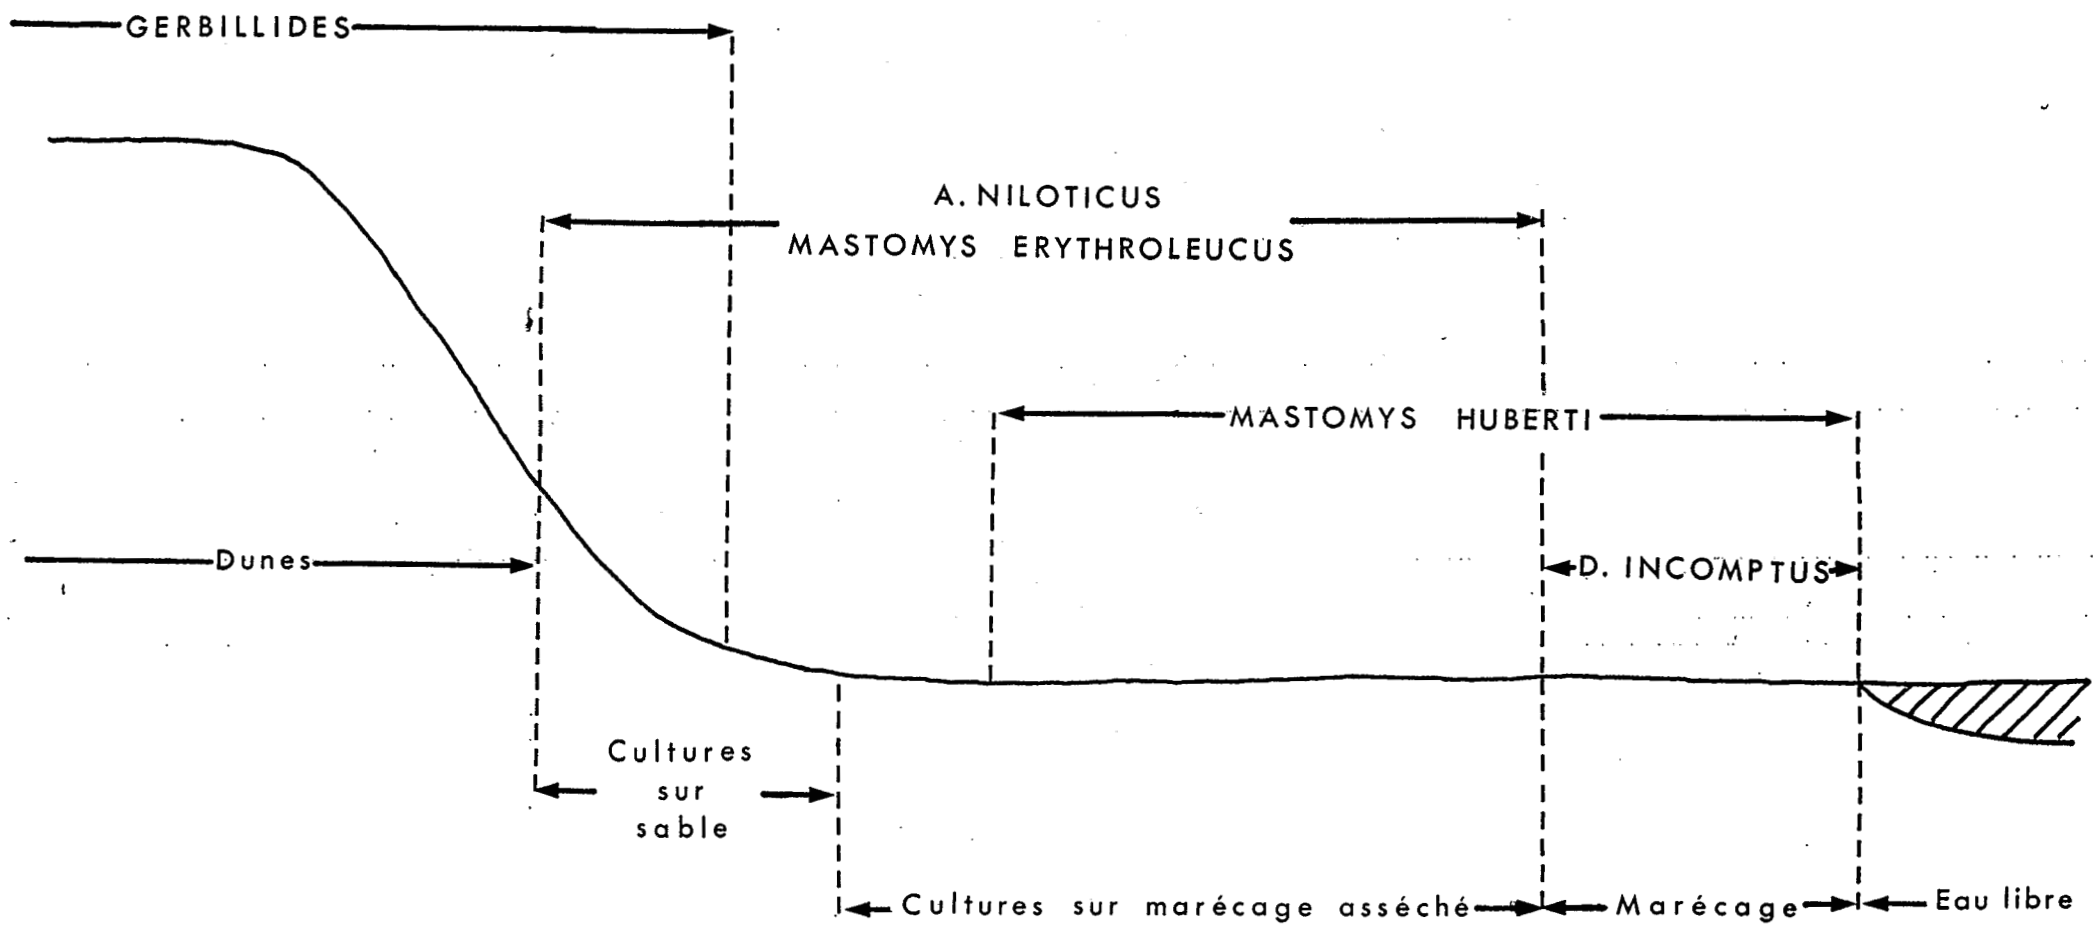 GERBILLIDES
A. NILOTICUS
MASTOMYS ERYTHROLEUCUS
MASTOMYS HUBERTI
Dunes
D. INCOMPTUS
Cultures
sur
sable
Cultures sur marécage asséché
Marécage
Eau libre